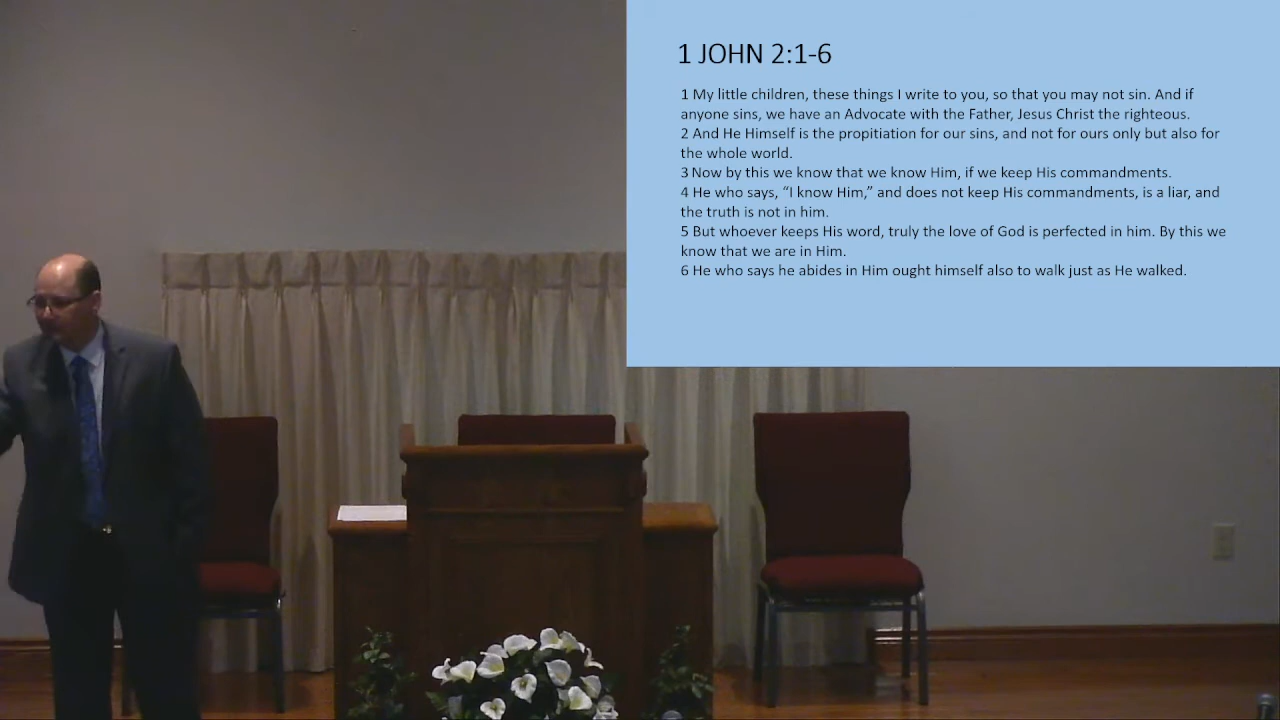 1 JOHN 2:1-6
1 My little children, these things I write to you, so that you may not sin. And if
anyone sins, we have an Advocate with the Father, Jesus Christ the righteous.
2 And He Himself is the propitiation for our sins, and not for ours only but also for
the whole world.
3 Now by this we know that we know Him, if we keep His commandments.
4 He who says, “I know Him,” and does not keep His commandments, is a liar, and
the truth is not in him.
5 But whoever keeps His word, truly the love of God is perfected in him. By this we
know that we are in Him.
6 He who says he abides in Him ought himself also to walk just as He walked.